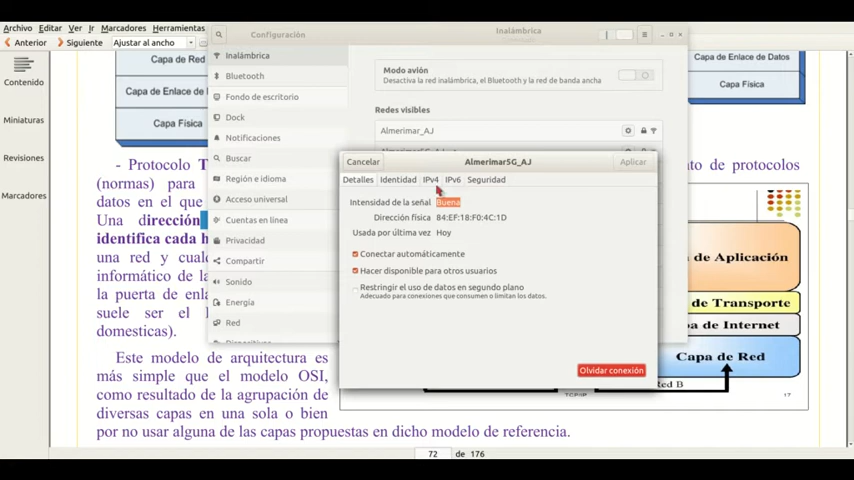 Archivo Editar Ver Ir Marcadores Herramientas
Configuración
Inalámbrica
Anterior Siguiente Ajustar al ancho
Contenido
Miniaturas
Revisiones
Marcadores
Capa de Red
Capa de Enlace de
Capa Física
Inalámbrica
Bluetooth
Fondo de escritorio
Dock
Notificaciones
Buscar
Región e idioma
Acceso universal
Cuentas en línea
Privacidad
Compartir
Sonido
Energía
Red
Modo avión
Desactiva la red inalámbrica, el Bluetooth y la red de banda ancha
Redes visibles
Almerimar_AJ
Cancelar
Almerimar5G_AJ
Aplicar
Detalles Identidad IPv4 IPv6 Seguridad
Intensidad de la señal Buena
Dirección física 84:EF:18:F0:4C:1D
Usada por última vez Hoy
Conectar automáticamente
Hacer disponible para otros usuarios
Restringir el uso de datos en segundo plano
Adecuado para conexiones que consumen o limitan los datos.
Olvidar conexión
Capa de Enlace de Datos
Capa Física
- Protocolo T
nto de protocolos
(normas) para
datos en el que
Una dirección
identifica cada h
una red y cual
informático de la
la puerta de enla
suele ser el
domesticas).
de Aplicación
de Transporte
a de Internet
Capa de Red
Red B
TCP/IP
17
Este modelo de arquitectura es
más simple que el modelo OSI,
como resultado de la agrupación de
diversas capas en una sola o bien
por no usar alguna de las capas propuestas en dicho modelo de referencia.
72 de 176